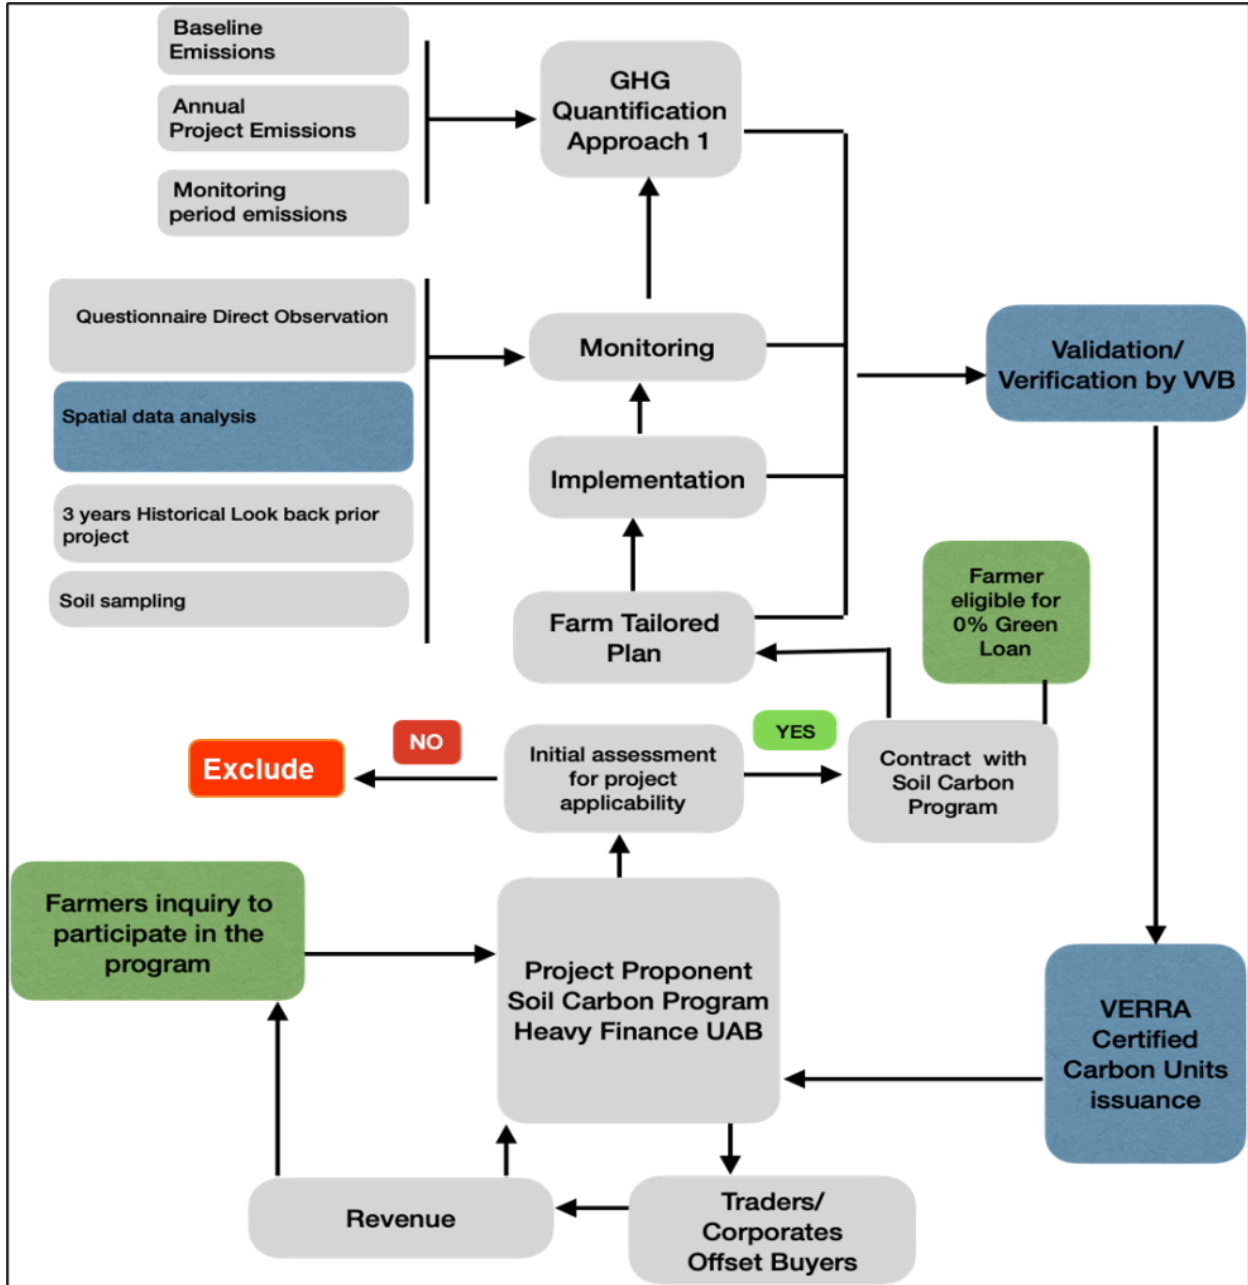 Baseline
Emissions
Annual
Project Emissions
Monitoring
period emissions
GHG
Quantification
Approach 1
Questionnaire Direct Observation
Spatial data analysis
3 years Historical Look back prior
project
Soil sampling
Monitoring
Implementation
Farm Tailored
Plan
Validation/
Verification by VVB
Farmer
eligible for
0% Green
Loan
Exclude
NO
Initial assessment
for project
applicability
YES
Contract with
Soil Carbon
Program
Farmers inquiry to
participate in the
program
Project Proponent
Soil Carbon Program
Heavy Finance UAB
VERRA
Certified
Carbon Units
issuance
Revenue
Traders/
Corporates
Offset Buyers